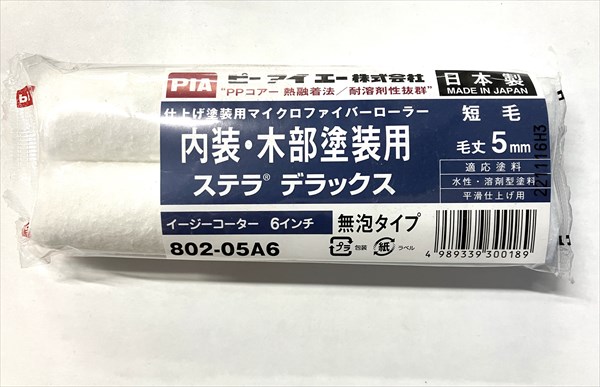 PIA ピーアイエー株式会社
"PPコアー 熱融着法／耐溶剤性抜群"
日本製
MADE IN JAPAN
仕上げ塗装用マイクロファイバーローラー
内装・木部塗装用
ステラ® デラックス
短毛
毛丈5mm
適応塗料
水性・溶剤型塗料
平滑仕上げ用
221116H3
イージーコーター 6インチ
802-05A6
無泡タイプ
プラ 包装
紙 ラベル
4 989339 300189